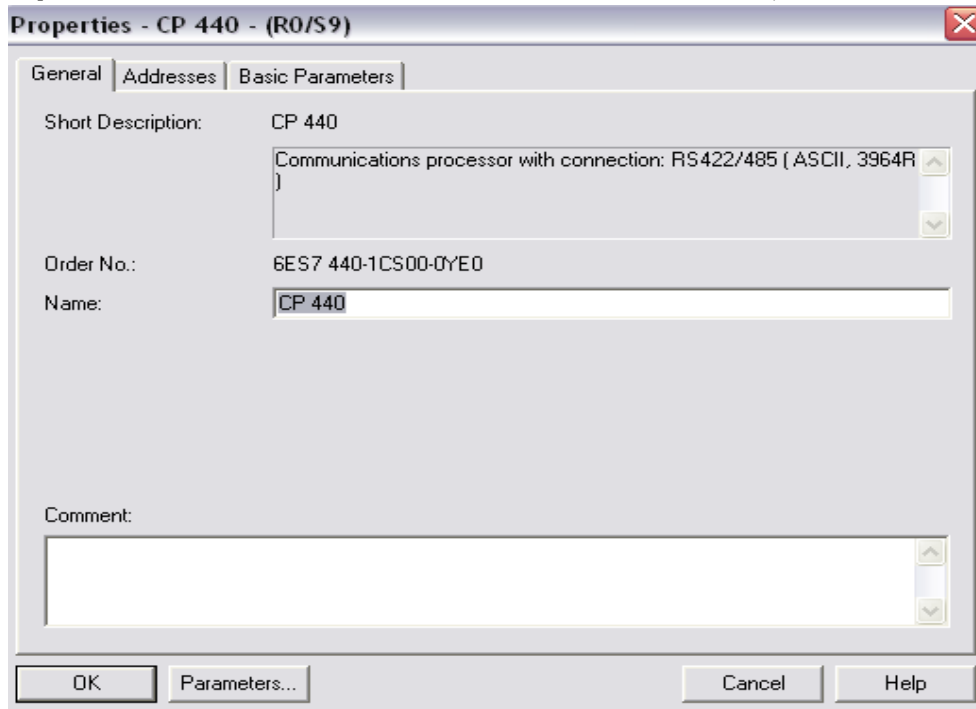 Properties - CP 440 - (R0/S9)
General Addresses Basic Parameters
Short Description: CP 440
Communications processor with connection: RS422/485 ( ASCII, 3964R
)
Order No.: 6ES7 440-1CS00-0YE0
Name: CP 440
Comment:
OK Parameters... Cancel Help